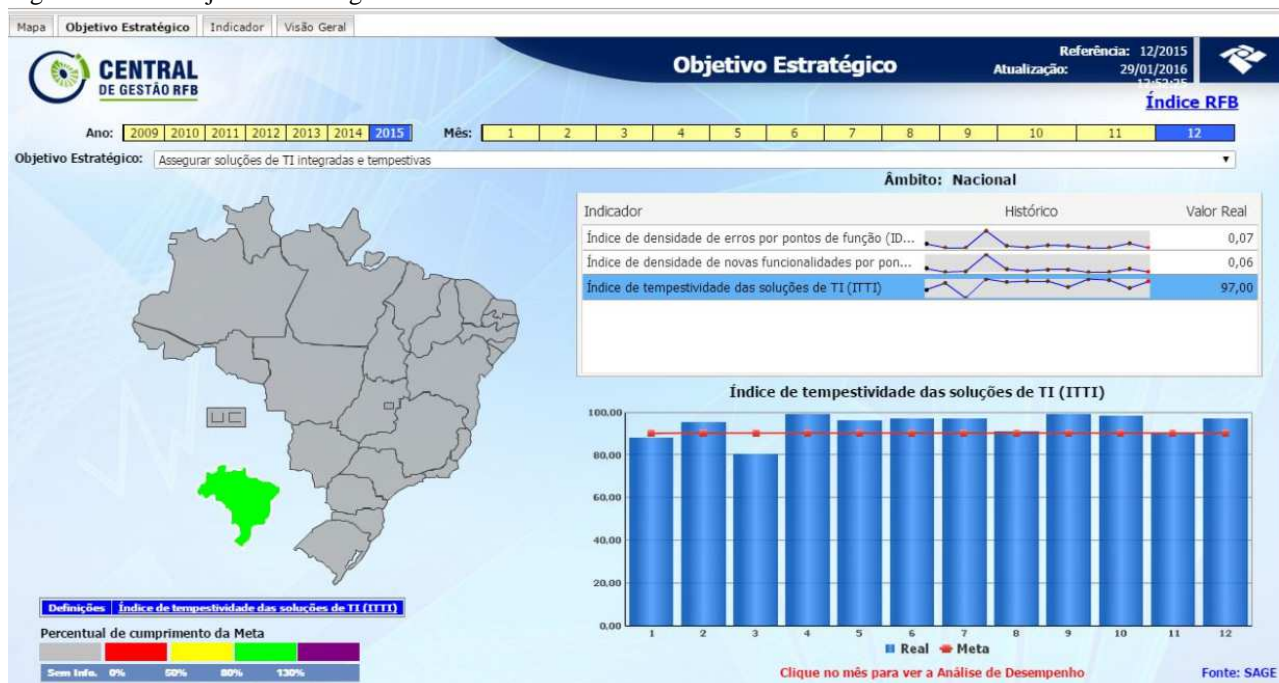 Mapa Objetivo Estratégico Indicador Visão Geral
CENTRAL
DE GESTÃO RFB
Objetivo Estratégico
Referência: 12/2015
Atualização: 29/01/2016
12:52:25
Índice RFB
Ano: 2009 2010 2011 2012 2013 2014 2015 Mês: 1 2 3 4 5 6 7 8 9 10 11 12
Objetivo Estratégico: Assegurar soluções de TI integradas e tempestivas
Âmbito: Nacional
Indicador Histórico Valor Real
Índice de densidade de erros por pontos de função (ID... 0,07
Índice de densidade de novas funcionalidades por pon... 0,06
Índice de tempestividade das soluções de TI (ITTI) 97,00
UC
Índice de tempestividade das soluções de TI (ITTI)
100,00
80,00
60,00
40,00
20,00
0,00
1 2 3 4 5 6 7 8 9 10 11 12
Real Meta
Clique no mês para ver a Análise de Desempenho
Fonte: SAGE
Definições Índice de tempestividade das soluções de TI (ITTI)
Percentual de cumprimento da Meta
Sem Info. 0% 50% 80% 130%